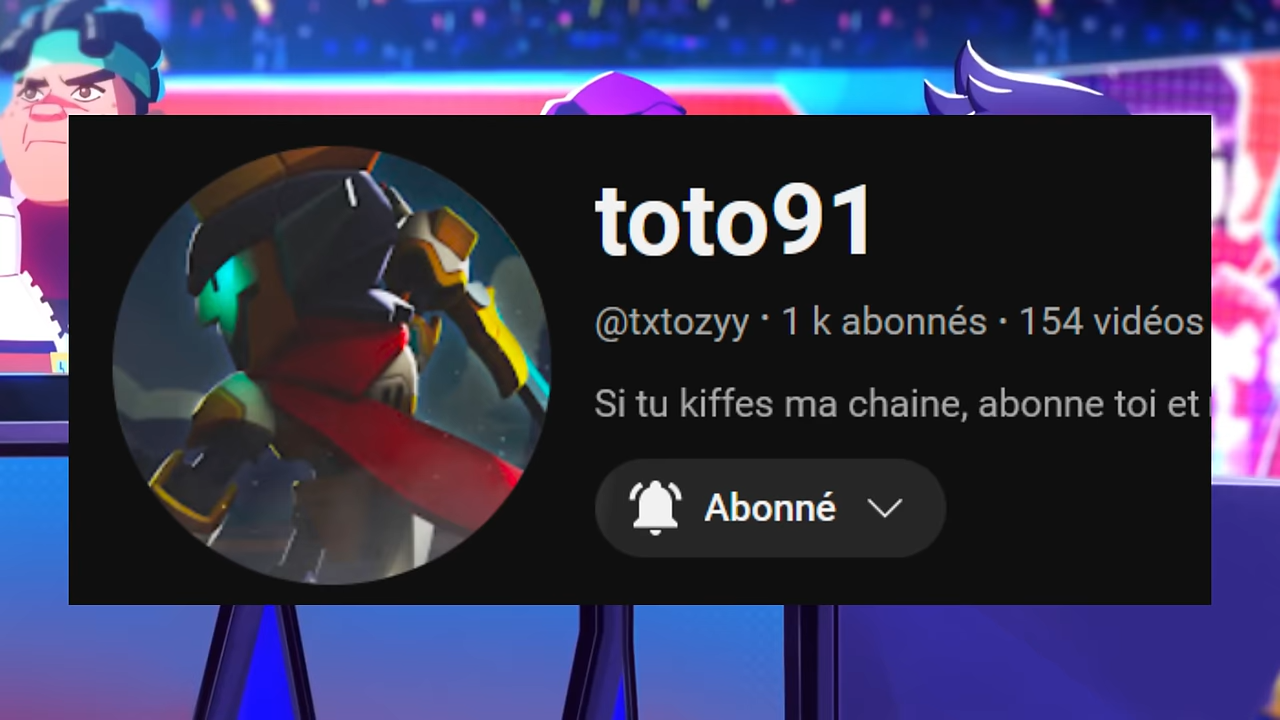 toto91
@txtozyy · 1 k abonnés · 154 vidéos
Si tu kiffes ma chaine, abonne toi et
Abonné